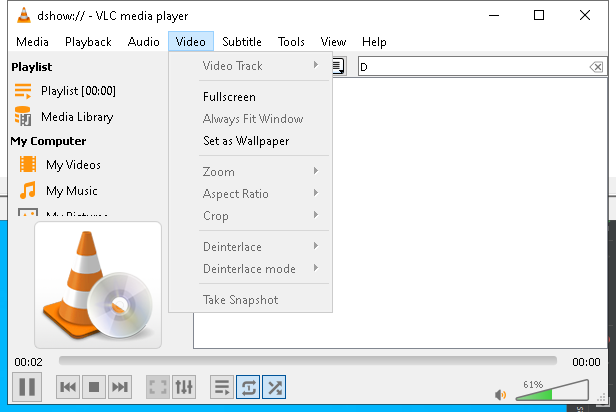 dshow:// - VLC media player
Media Playback Audio Video Subtitle Tools View Help
Playlist
Playlist [00:00]
Media Library
My Computer
My Videos
My Music
My Pictures
Video Track
Fullscreen
Always Fit Window
Set as Wallpaper
Zoom
Aspect Ratio
Crop
Deinterlace
Deinterlace mode
Take Snapshot
D
00:02
00:00
61%